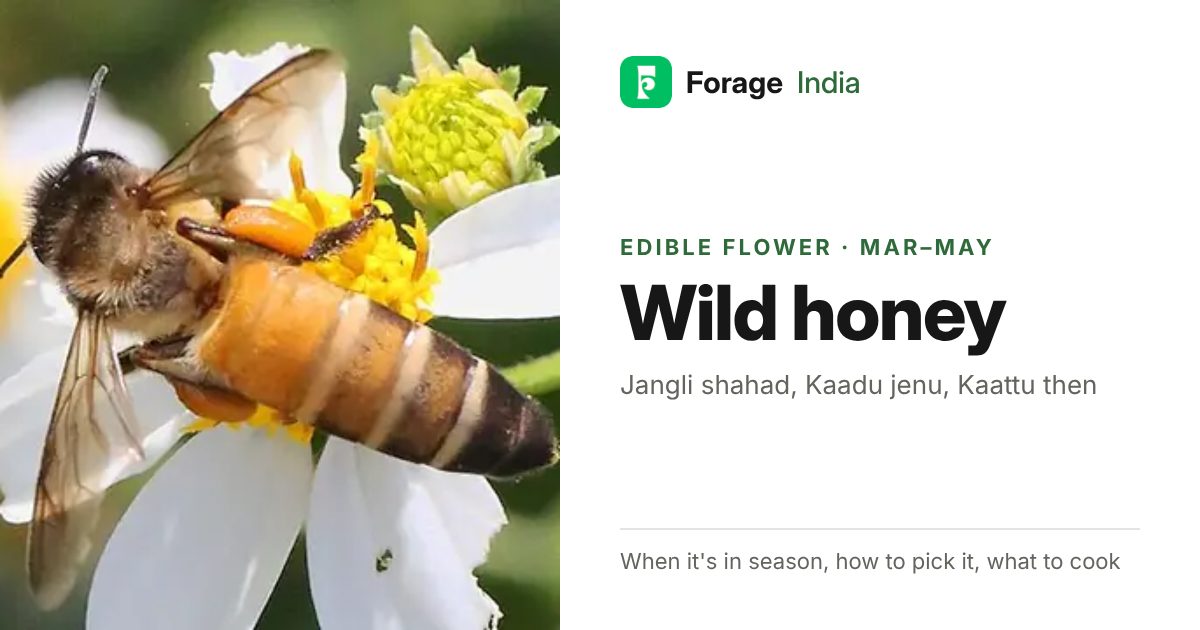 Forage India
EDIBLE FLOWER · MAR–MAY
Wild honey
Jangli shahad, Kaadu jenu, Kaattu then
When it's in season, how to pick it, what to cook